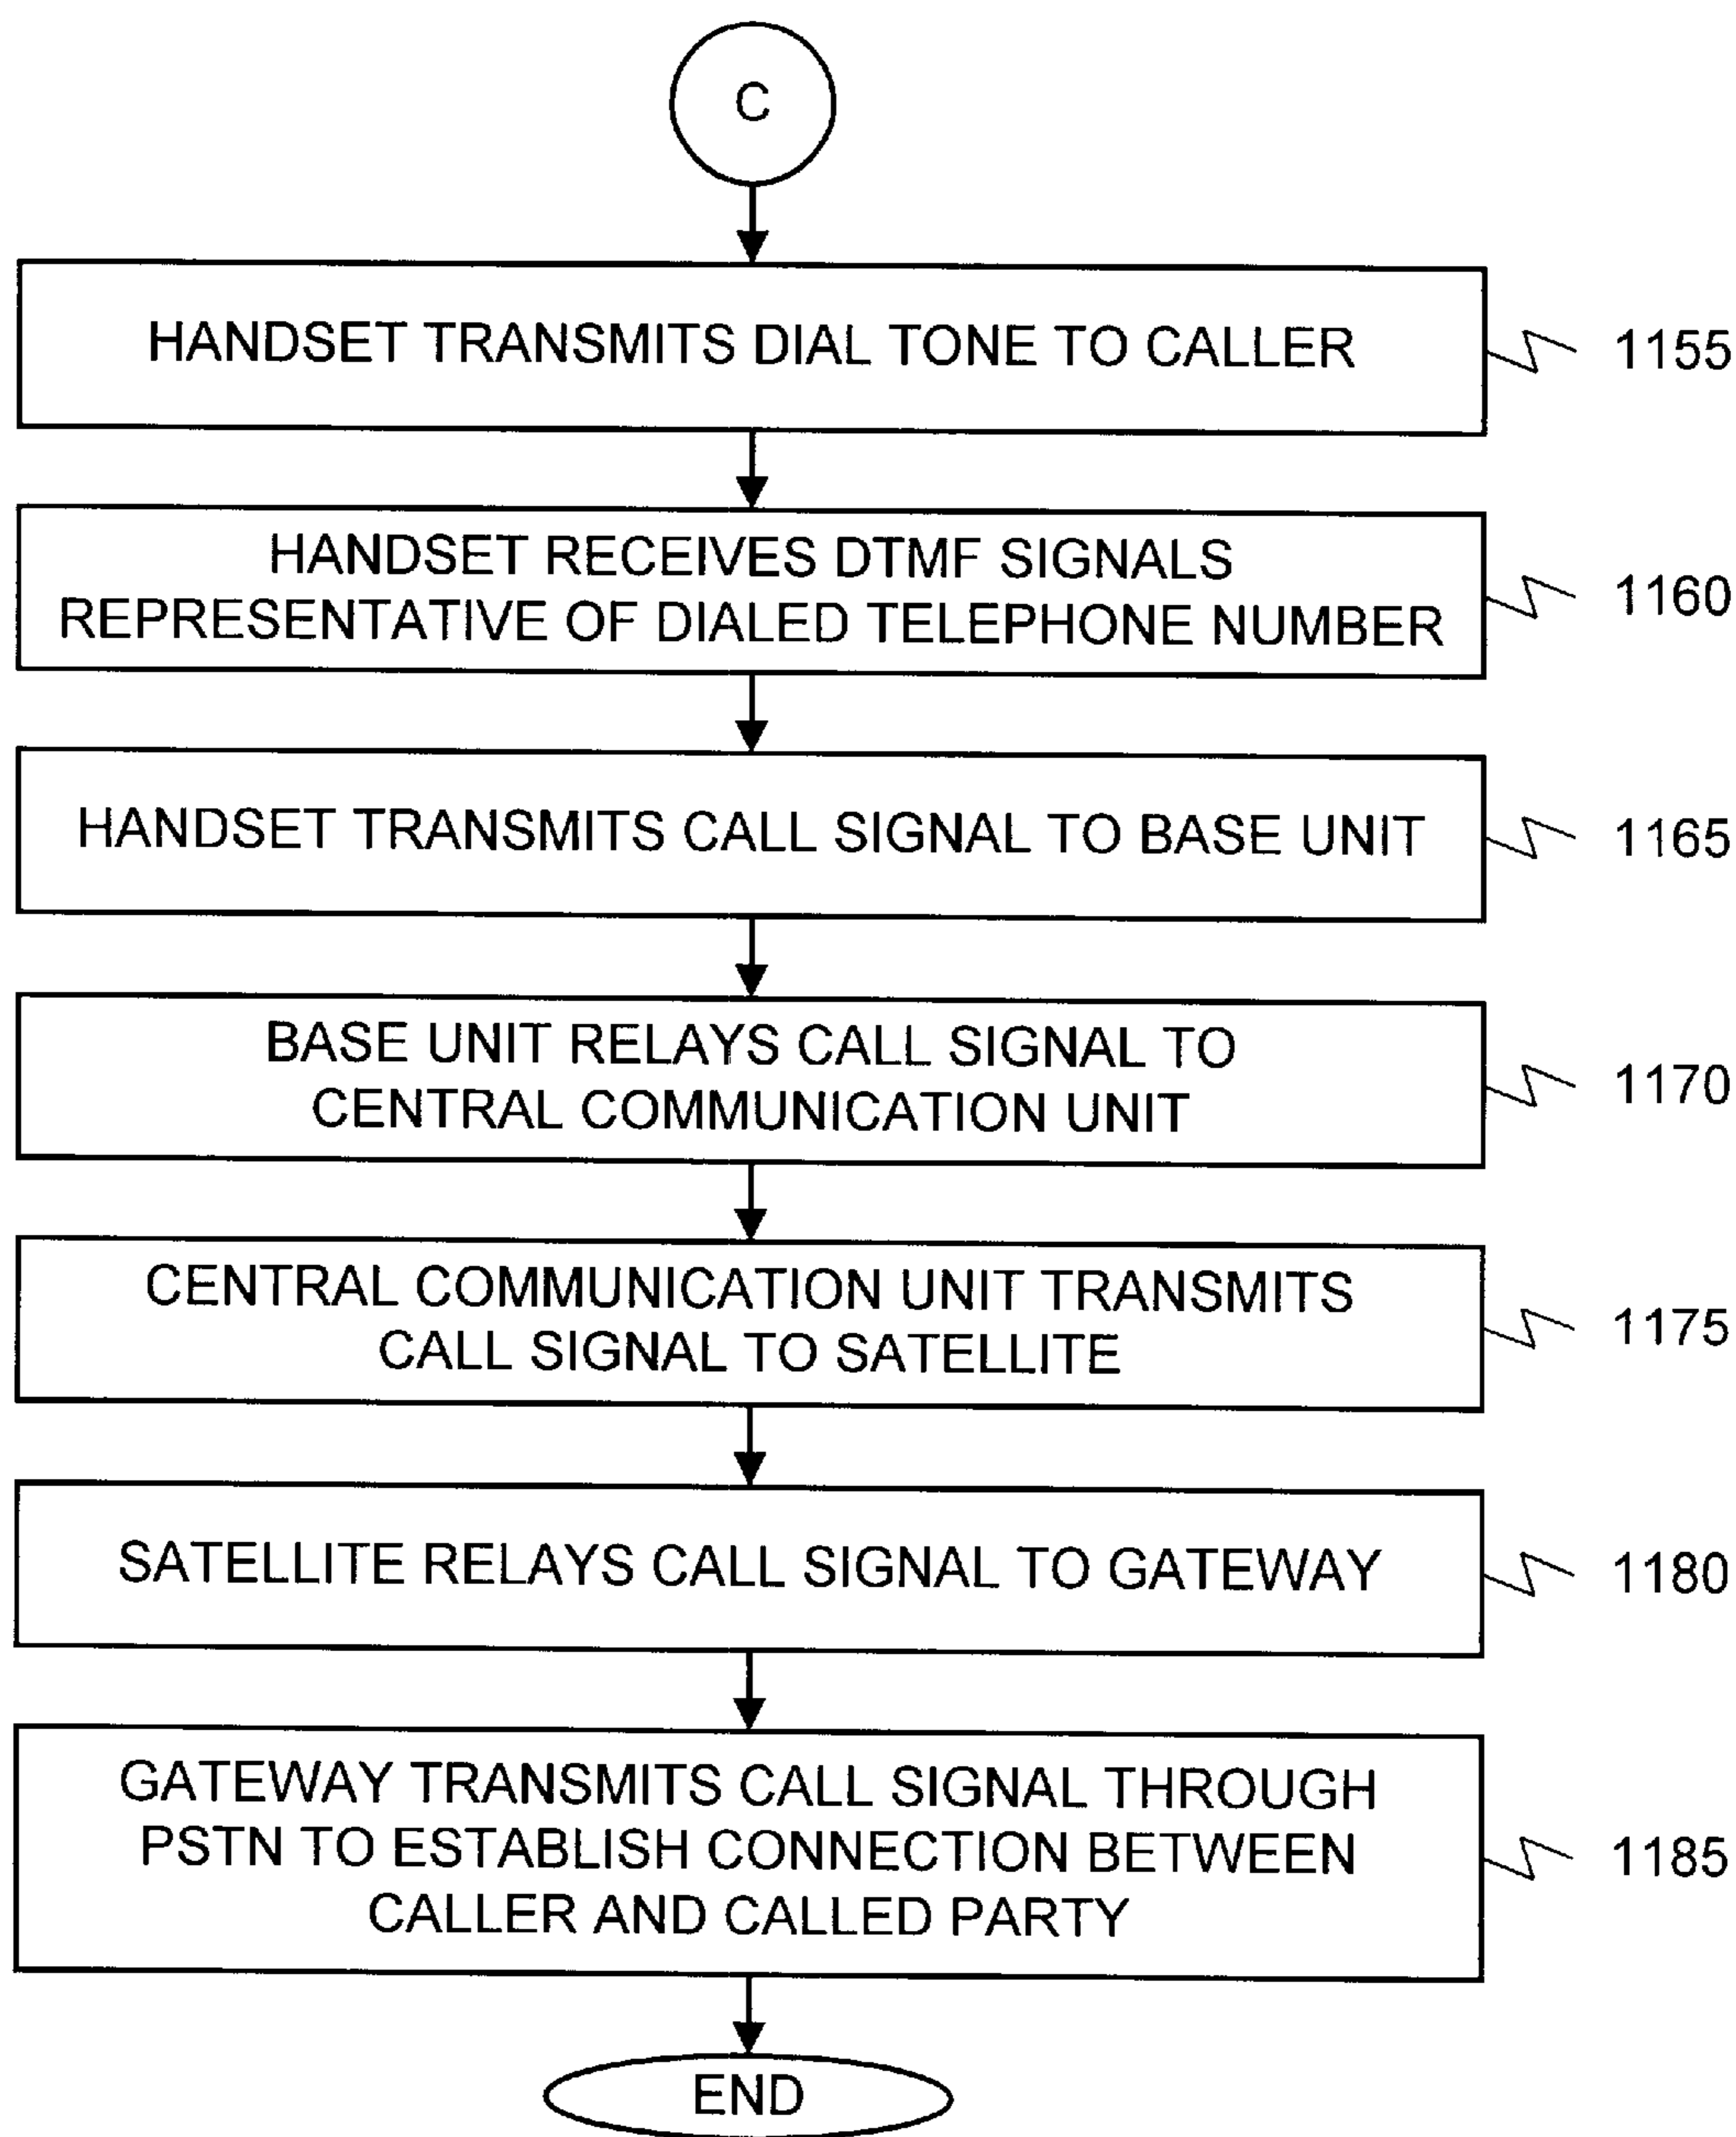 C
HANDSET TRANSMITS DIAL TONE TO CALLER
1155
HANDSET RECEIVES DTMF SIGNALS
REPRESENTATIVE OF DIALED TELEPHONE NUMBER
1160
HANDSET TRANSMITS CALL SIGNAL TO BASE UNIT
1165
BASE UNIT RELAYS CALL SIGNAL TO
CENTRAL COMMUNICATION UNIT
1170
CENTRAL COMMUNICATION UNIT TRANSMITS
CALL SIGNAL TO SATELLITE
1175
SATELLITE RELAYS CALL SIGNAL TO GATEWAY
1180
GATEWAY TRANSMITS CALL SIGNAL THROUGH
PSTN TO ESTABLISH CONNECTION BETWEEN
CALLER AND CALLED PARTY
1185
END